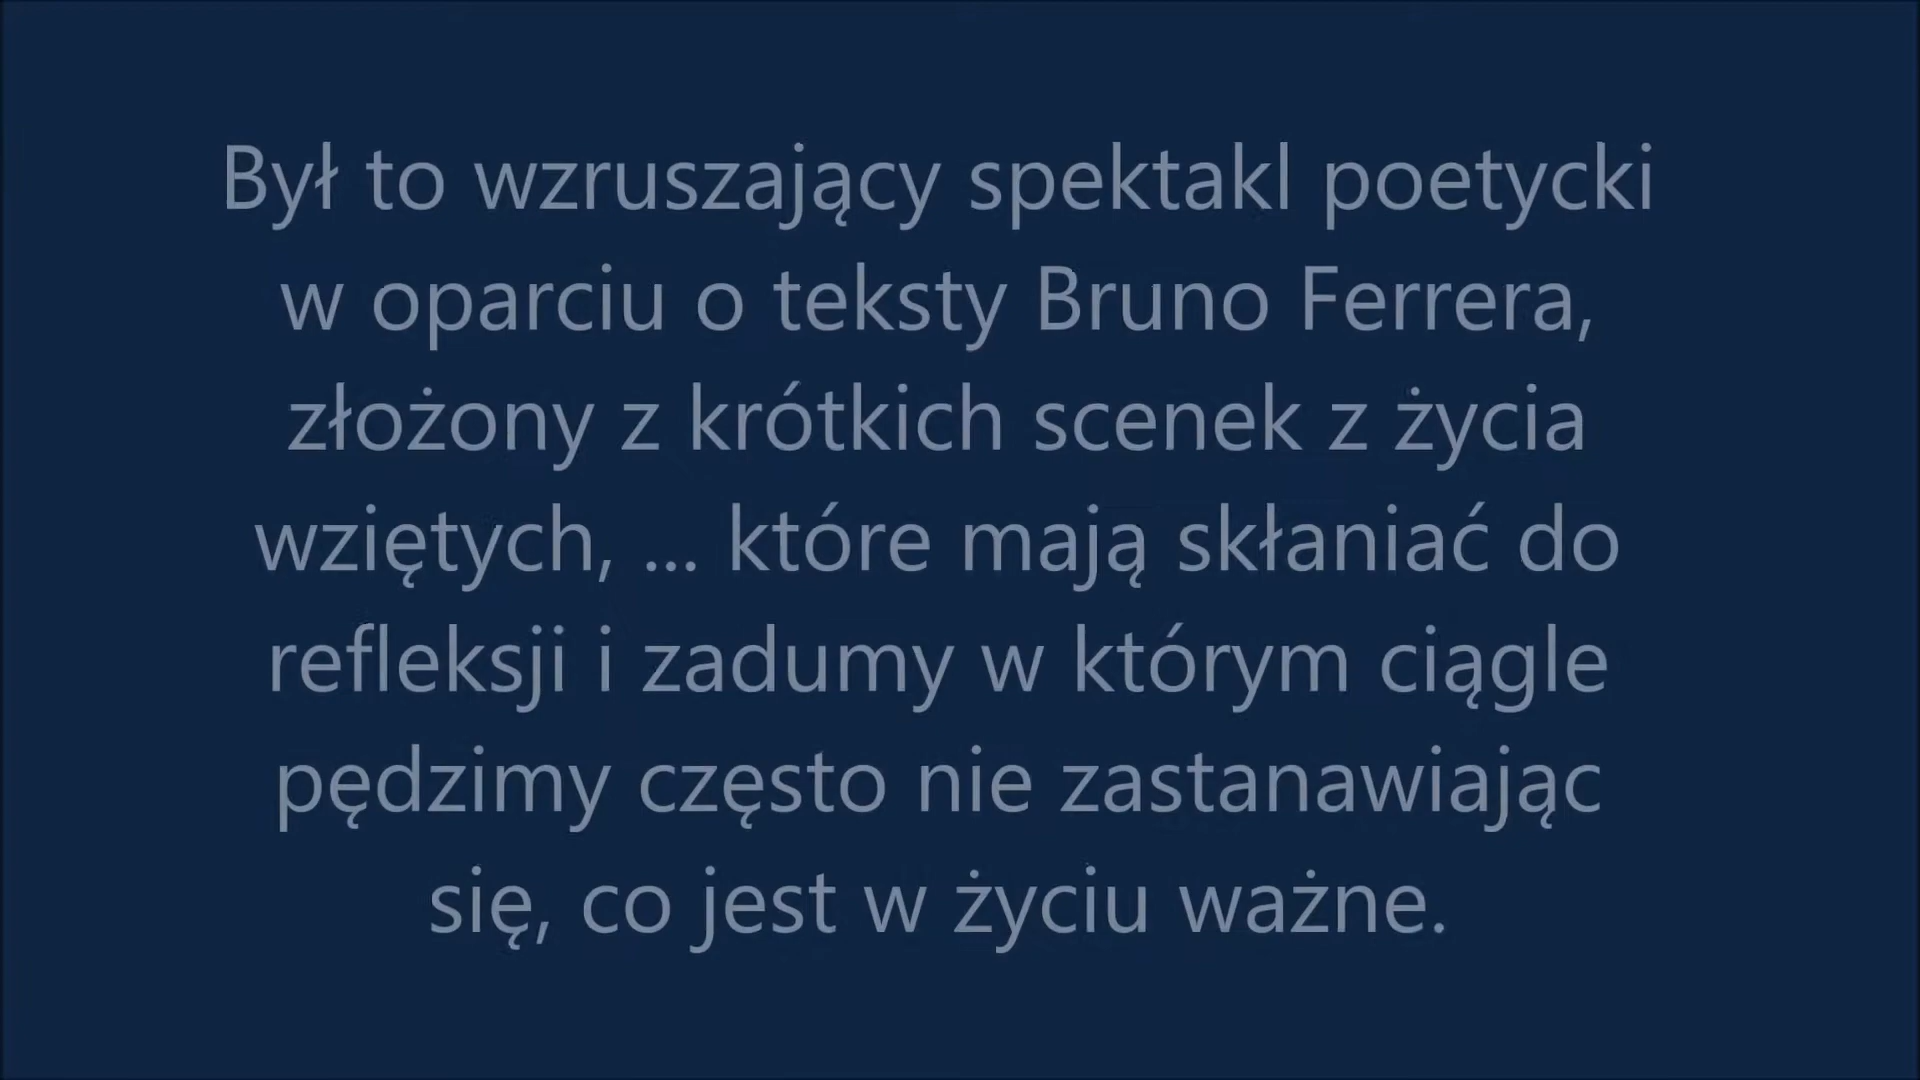 Był to wzruszający spektakl poetycki
w oparciu o teksty Bruno Ferrera,
złożony z krótkich scenek z życia
wziętych, ... które mają skłaniać do
refleksji i zadumy w którym ciągle
pędzimy często nie zastanawiając
się, co jest w życiu ważne.